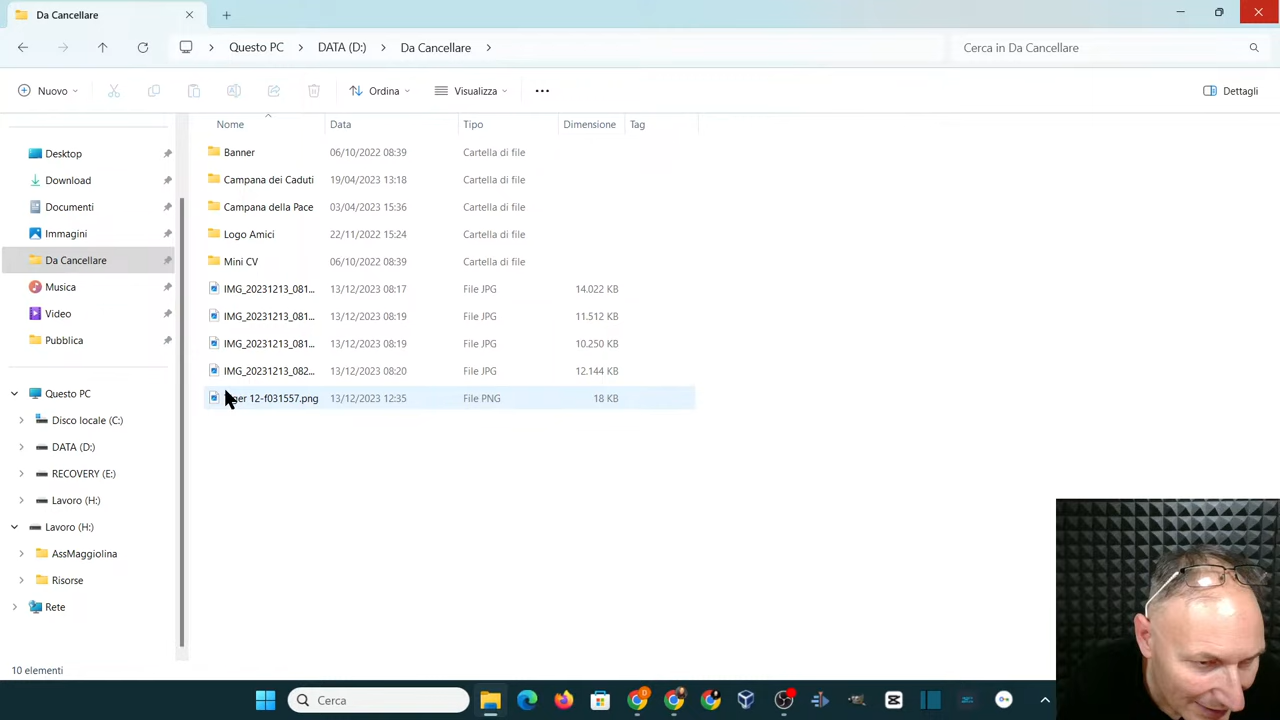 Da Cancellare
Questo PC
DATA (D:)
Da Cancellare
Cerca in Da Cancellare
Nuovo
Ordina
Visualizza
Dettagli
Nome
Data
Tipo
Dimensione
Tag
Desktop
Download
Documenti
Immagini
Da Cancellare
Musica
Video
Pubblica
Questo PC
Disco locale (C:)
DATA (D:)
RECOVERY (E:)
Lavoro (H:)
Lavoro (H:)
AssMaggiolina
Risorse
Rete
Banner 06/10/2022 08:39 Cartella di file
Campana dei Caduti 19/04/2023 13:18 Cartella di file
Campana della Pace 03/04/2023 15:36 Cartella di file
Logo Amici 22/11/2022 15:24 Cartella di file
Mini CV 06/10/2022 08:39 Cartella di file
IMG_20231213_081... 13/12/2023 08:17 File JPG 14.022 KB
IMG_20231213_081... 13/12/2023 08:19 File JPG 11.512 KB
IMG_20231213_081... 13/12/2023 08:19 File JPG 10.250 KB
IMG_20231213_082... 13/12/2023 08:20 File JPG 12.144 KB
12-f031557.png 13/12/2023 12:35 File PNG 18 KB
10 elementi
Cerca